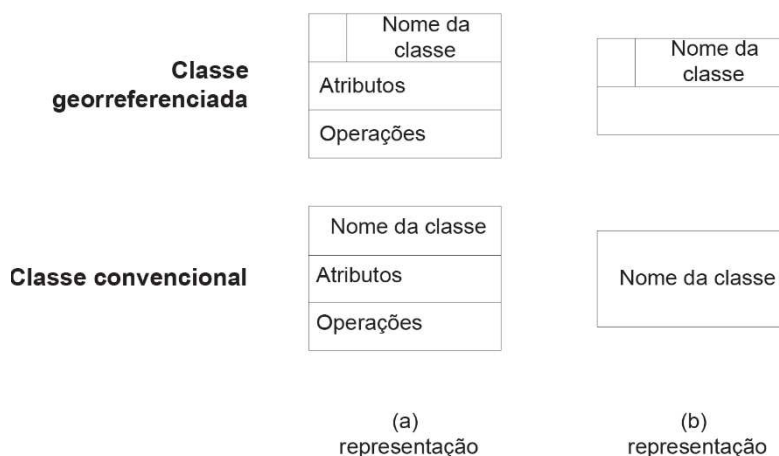 Nome da
classe
Nome da
classe
Classe
georreferenciada
Atributos
Operações
Nome da classe
Classe convencional
Atributos
Nome da classe
Operações
(a)
representação
(b)
representação